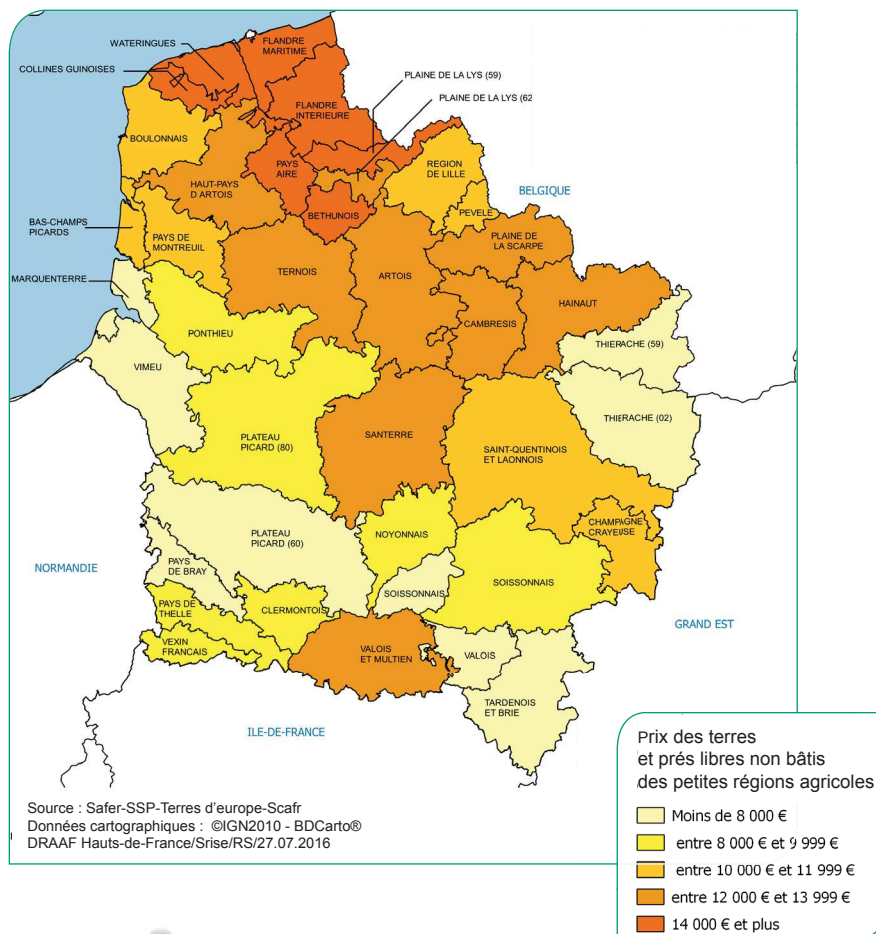 FLANDRE
MARITIME
WATERINGUES
COLLINES GUINOISES
PLAINE DE LA LYS (59)
PLAINE DE LA LYS (62
FLANDRE
INTERIEURE
BOULONNAIS
PAYS
AIRE
REGION
DE LILLE
HAUT-PAYS
D ARTOIS
BELGIQUE
BETHUNOIS
PEVELE
BAS-CHAMPS
PICARDS
PAYS DE
MONTREUIL
PLAINE DE
LA SCARPE
MARQUENTERRE
TERNOIS
ARTOIS
HAINAUT
CAMBRESIS
PONTHIEU
THIERACHE (59)
VIMEU
THIERACHE (02)
PLATEAU
PICARD (80)
SANTERRE
SAINT-QUENTINOIS
ET LAONNOIS
CHAMPAGNE
CRAYEUSE
PLATEAU
PICARD (60)
NOYONNAIS
NORMANDIE
PAYS
DE BRAY
SOISSONNAIS
SOISSONNAIS
PAYS DE
THELLE
CLERMONTOIS
GRAND EST
VEXIN
FRANCAIS
VALOIS
ET MULTIEN
VALOIS
TARDENOIS
ET BRIE
ILE-DE-FRANCE
Prix des terres
et prés libres non bâtis
des petites régions agricoles
Moins de 8 000 €
entre 8 000 € et 9 999 €
entre 10 000 € et 11 999 €
entre 12 000 € et 13 999 €
14 000 € et plus
Source : Safer-SSP-Terres d'europe-Scafr
Données cartographiques : ©IGN2010 - BDCarto®
DRAAF Hauts-de-France/Srise/RS/27.07.2016